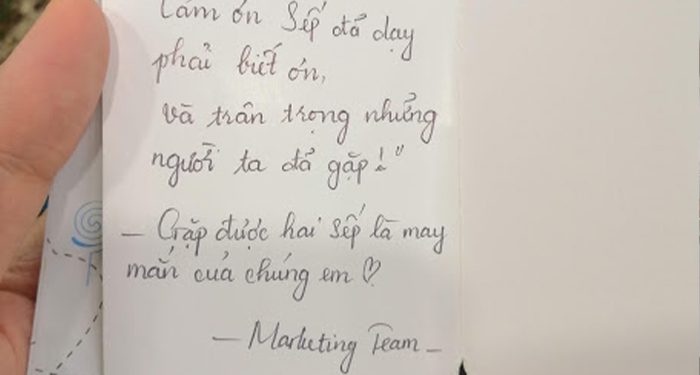 Cám ơn Sếp đã dạy
phải biết ơn,
và trân trọng những
người ta đã gặp!"
— Gặp được hai Sếp là may
mắn của chúng em ♡
— Marketing Team —